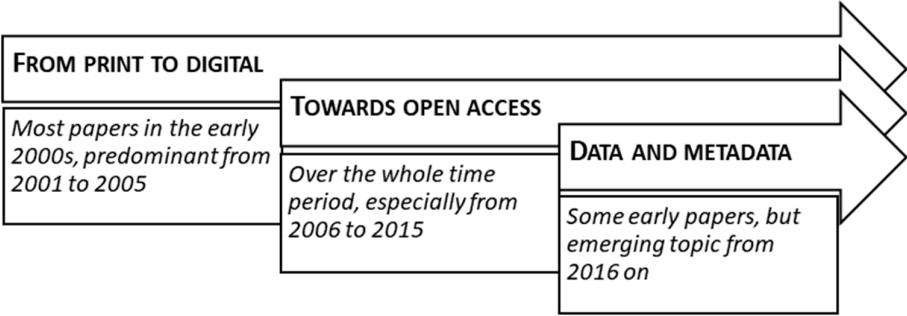 FROM PRINT TO DIGITAL
Most papers in the early
2000s, predominant from
2001 to 2005
TOWARDS OPEN ACCESS
Over the whole time
period, especially from
2006 to 2015
DATA AND METADATA
Some early papers, but
emerging topic from
2016 on